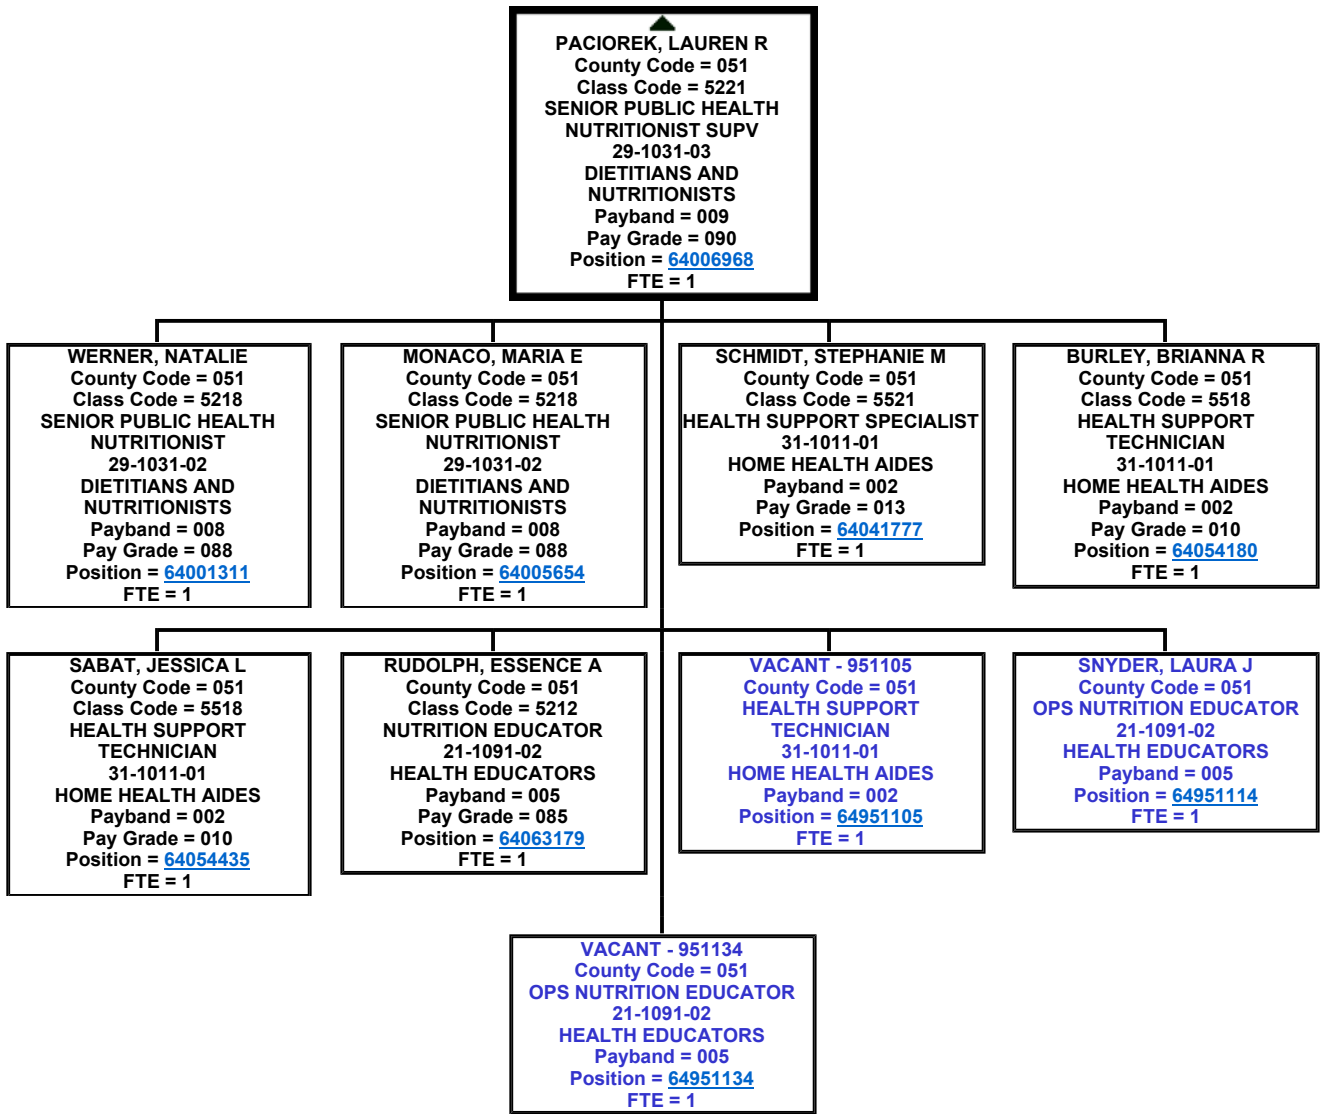 PACIOREK, LAUREN R
County Code = 051
Class Code = 5221
SENIOR PUBLIC HEALTH
NUTRITIONIST SUPV
29-1031-03
DIETITIANS AND
NUTRITIONISTS
Payband = 009
Pay Grade = 090
Position = 64006968
FTE = 1
WERNER, NATALIE
County Code = 051
Class Code = 5218
SENIOR PUBLIC HEALTH
NUTRITIONIST
29-1031-02
DIETITIANS AND
NUTRITIONISTS
Payband = 008
Pay Grade = 088
Position = 64001311
FTE = 1
MONACO, MARIA E
County Code = 051
Class Code = 5218
SENIOR PUBLIC HEALTH
NUTRITIONIST
29-1031-02
DIETITIANS AND
NUTRITIONISTS
Payband = 008
Pay Grade = 088
Position = 64005654
FTE = 1
SCHMIDT, STEPHANIE M
County Code = 051
Class Code = 5521
HEALTH SUPPORT SPECIALIST
31-1011-01
HOME HEALTH AIDES
Payband = 002
Pay Grade = 013
Position = 64041777
FTE = 1
BURLEY, BRIANNA R
County Code = 051
Class Code = 5518
HEALTH SUPPORT
TECHNICIAN
31-1011-01
HOME HEALTH AIDES
Payband = 002
Pay Grade = 010
Position = 64054180
FTE = 1
SABAT, JESSICA L
County Code = 051
Class Code = 5518
HEALTH SUPPORT
TECHNICIAN
31-1011-01
HOME HEALTH AIDES
Payband = 002
Pay Grade = 010
Position = 64054435
FTE = 1
RUDOLPH, ESSENCE A
County Code = 051
Class Code = 5212
NUTRITION EDUCATOR
21-1091-02
HEALTH EDUCATORS
Payband = 005
Pay Grade = 085
Position = 64063179
FTE = 1
VACANT - 951105
County Code = 051
HEALTH SUPPORT
TECHNICIAN
31-1011-01
HOME HEALTH AIDES
Payband = 002
Position = 64951105
FTE = 1
SNYDER, LAURA J
County Code = 051
OPS NUTRITION EDUCATOR
21-1091-02
HEALTH EDUCATORS
Payband = 005
Position = 64951114
FTE = 1
VACANT - 951134
County Code = 051
OPS NUTRITION EDUCATOR
21-1091-02
HEALTH EDUCATORS
Payband = 005
Position = 64951134
FTE = 1